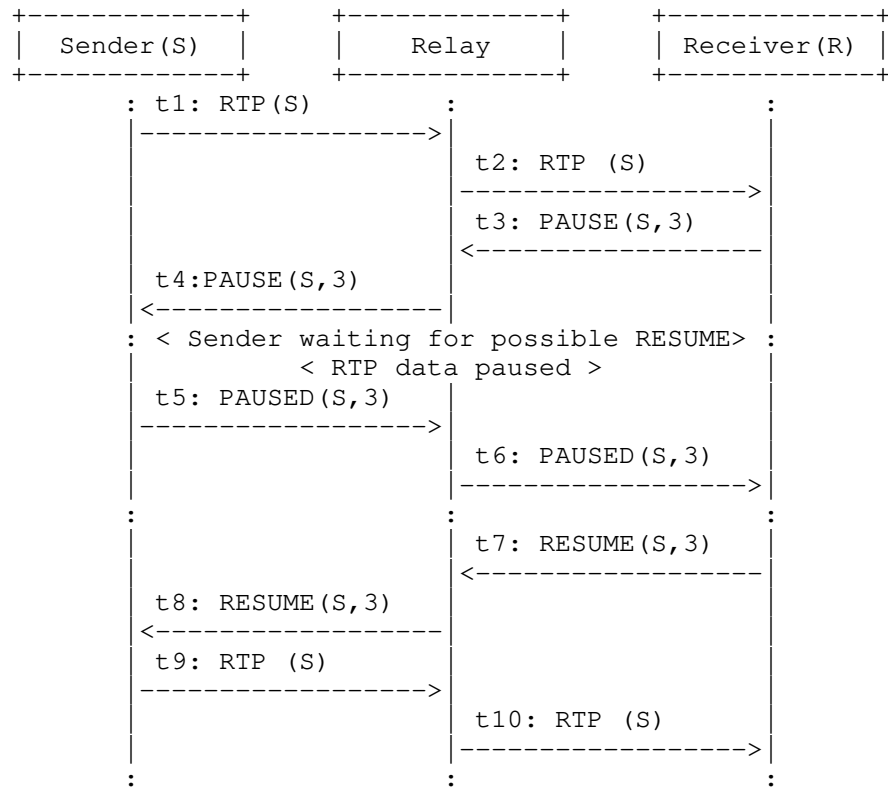 Sender(S) Relay Receiver(R)
t1: RTP(S)
t2: RTP (S)
t3: PAUSE(S,3)
t4:PAUSE(S,3)
< Sender waiting for possible RESUME>
< RTP data paused >
t5: PAUSED(S,3)
t6: PAUSED(S,3)
t7: RESUME(S,3)
t8: RESUME(S,3)
t9: RTP (S)
t10: RTP (S)